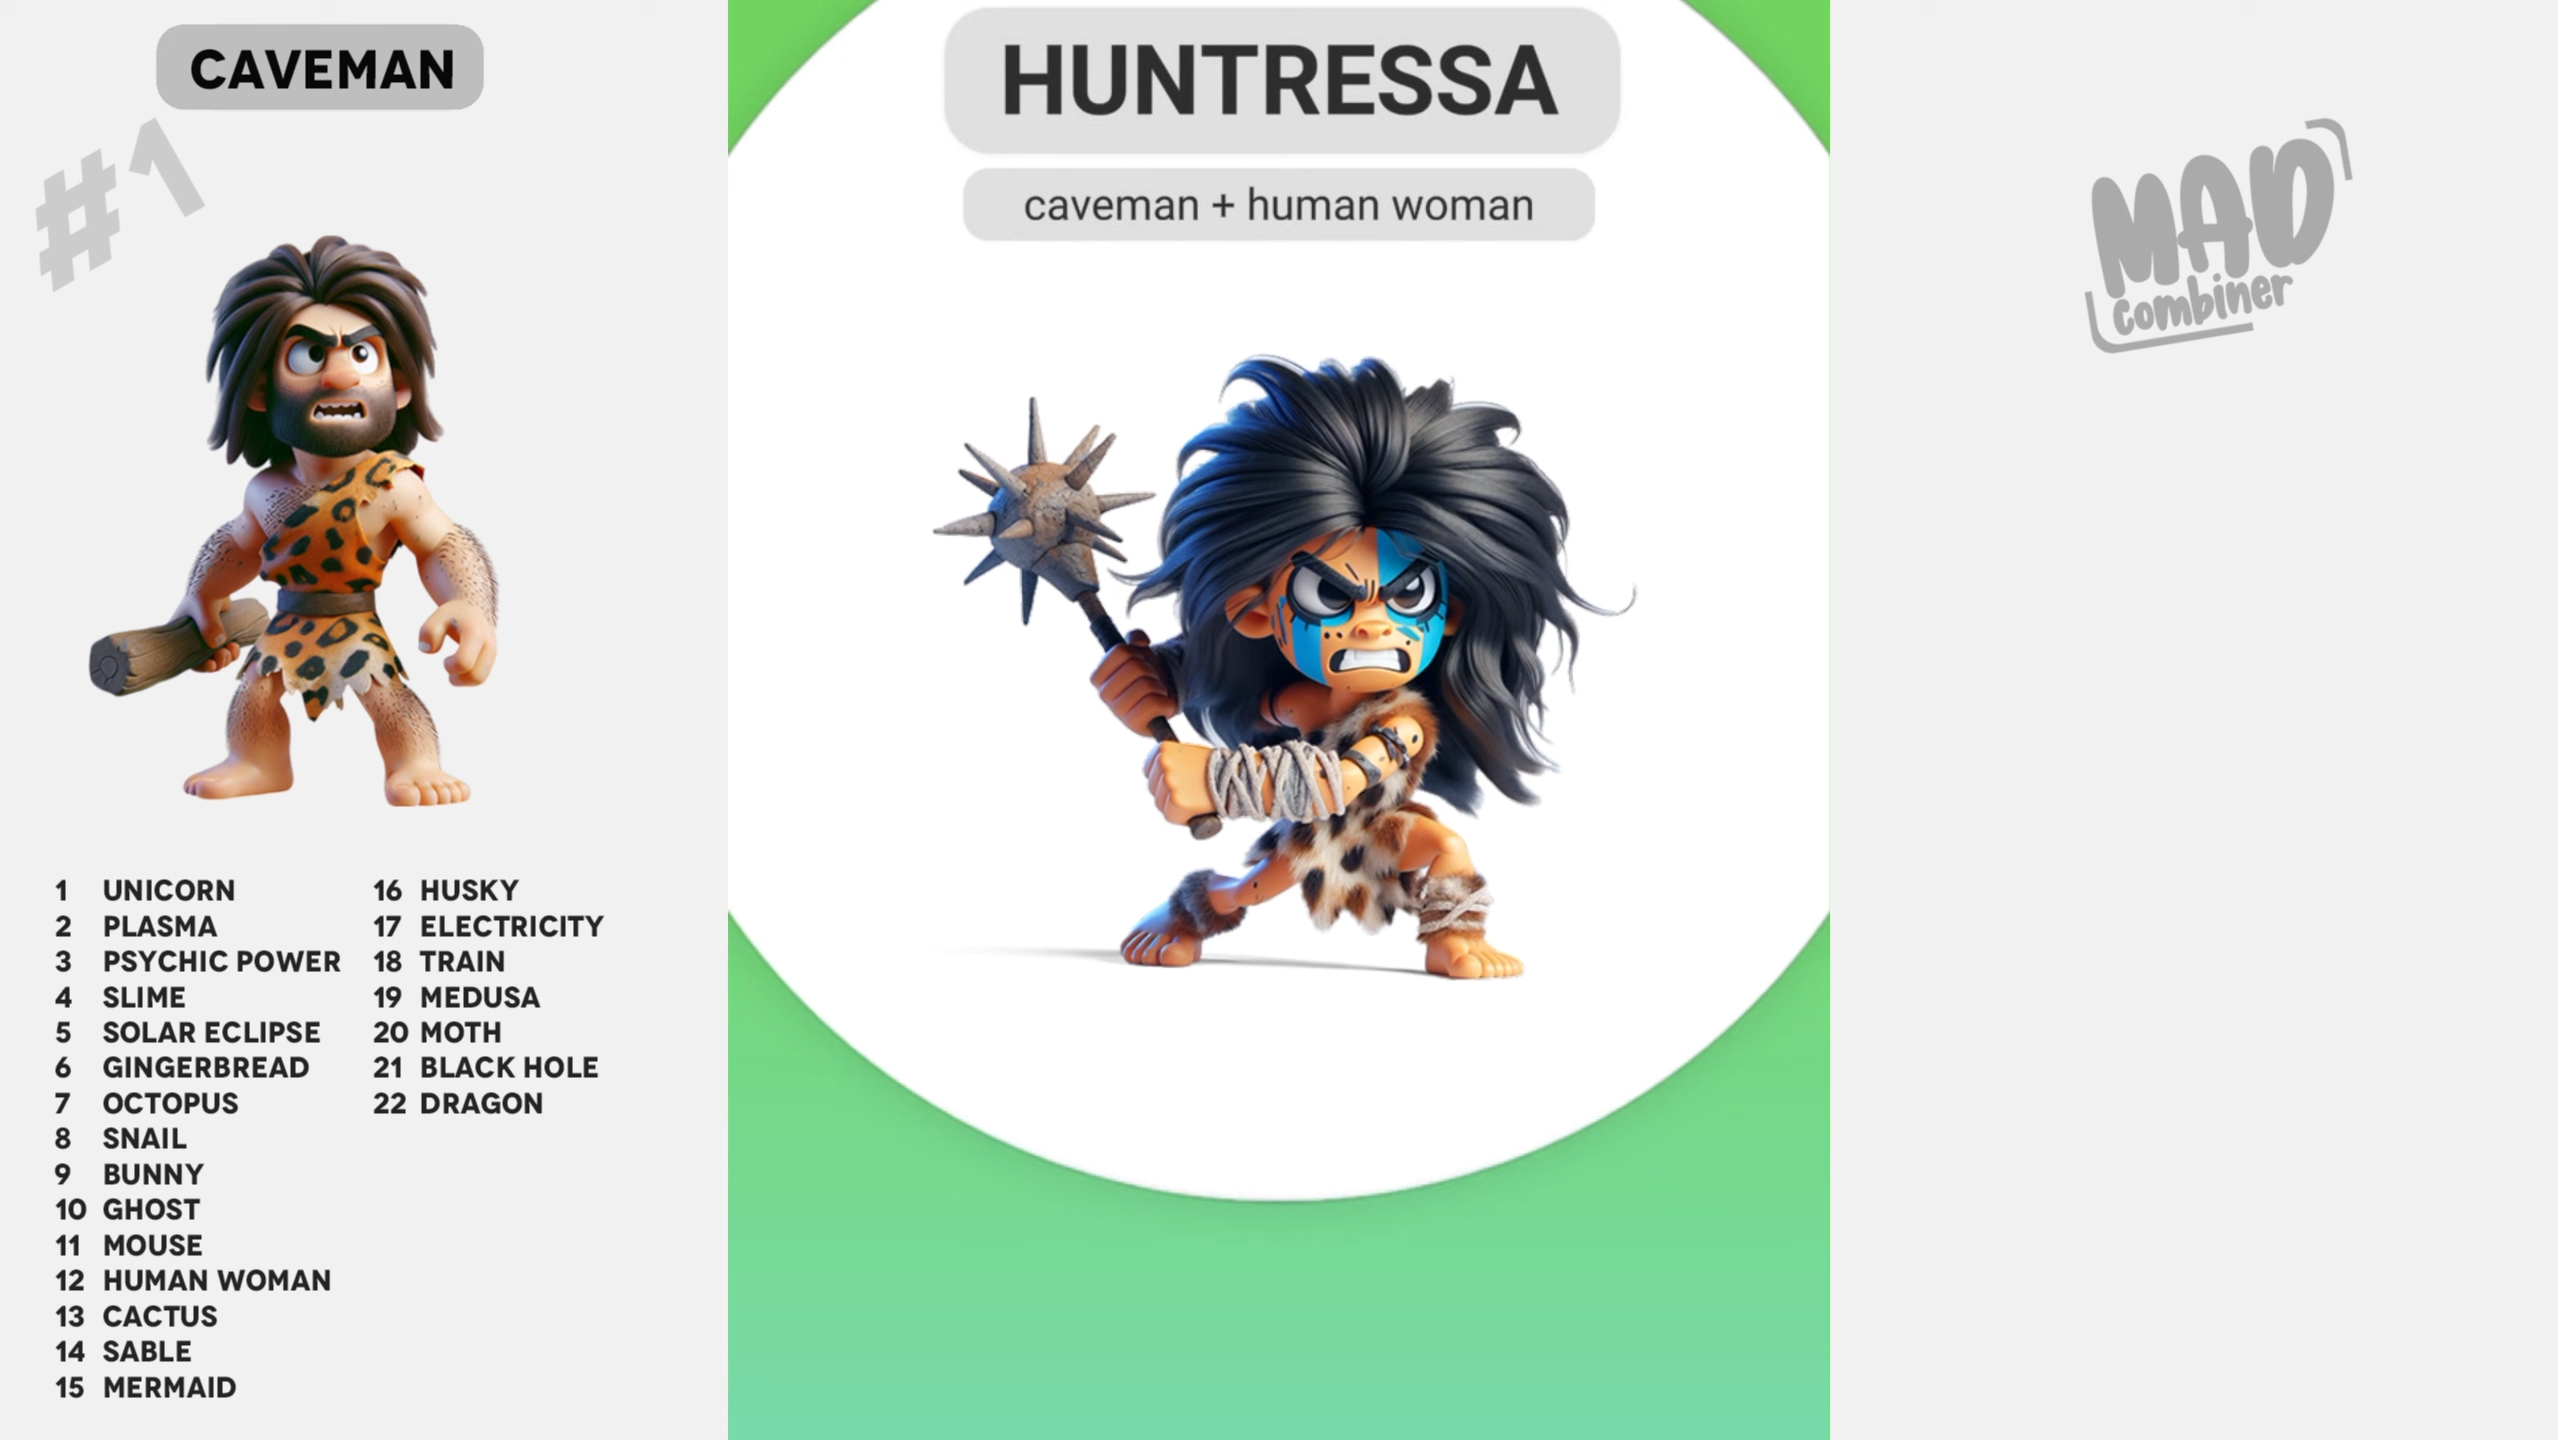 CAVEMAN
#1
1 UNICORN
2 PLASMA
3 PSYCHIC POWER
4 SLIME
5 SOLAR ECLIPSE
6 GINGERBREAD
7 OCTOPUS
8 SNAIL
9 BUNNY
10 GHOST
11 MOUSE
12 HUMAN WOMAN
13 CACTUS
14 SABLE
15 MERMAID
16 HUSKY
17 ELECTRICITY
18 TRAIN
19 MEDUSA
20 MOTH
21 BLACK HOLE
22 DRAGON
HUNTRESSA
caveman + human woman
MAD
combiner